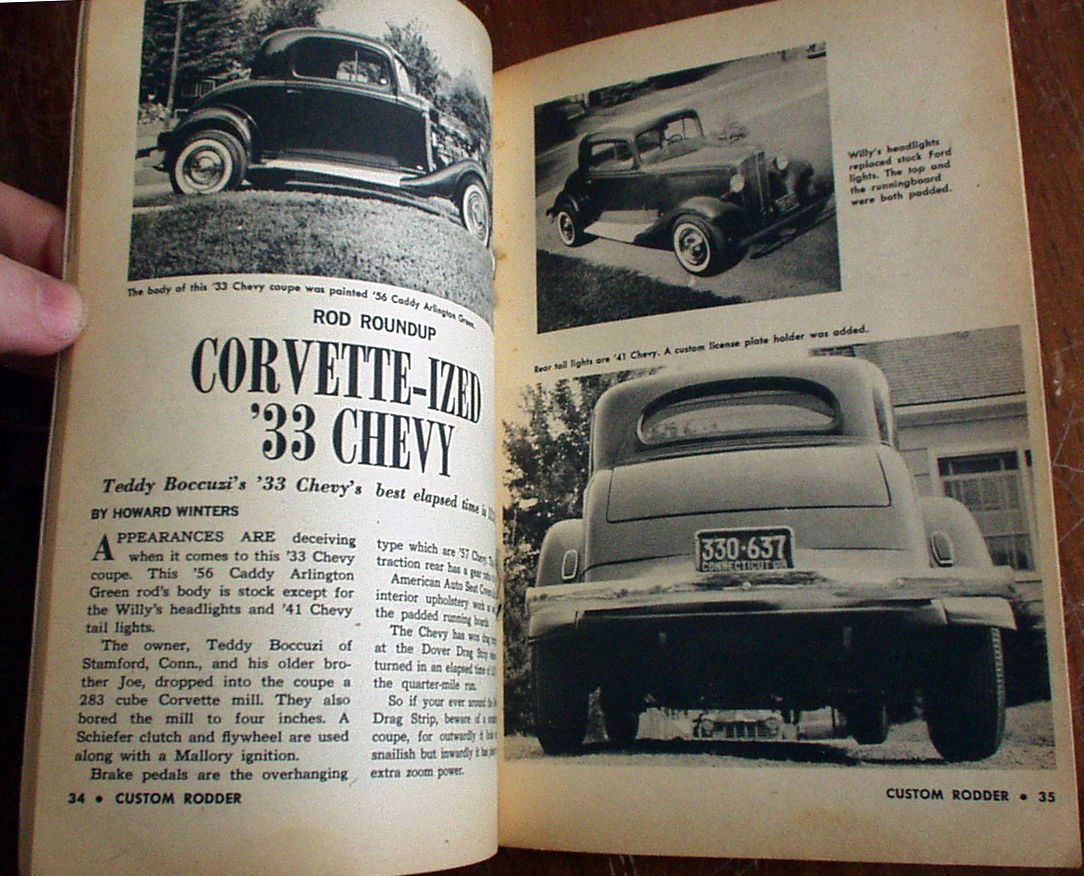 The body of this '33 Chevy coupe was painted '56 Caddy Arlington Green.
ROD ROUNDUP
CORVETTE-IZED
'33 CHEVY
Teddy Boccuzi's '33 Chevy's best elapsed time is
BY HOWARD WINTERS
APPEARANCES ARE deceiving
when it comes to this '33 Chevy
coupe. This '56 Caddy Arlington
Green rod's body is stock except for
the Willy's headlights and '41 Chevy
tail lights.
The owner, Teddy Boccuzi of
Stamford, Conn., and his older bro-
ther Joe, dropped into the coupe a
283 cube Corvette mill. They also
bored the mill to four inches. A
Schiefer clutch and flywheel are used
along with a Mallory ignition.
Brake pedals are the overhanging
type which are '57 Chevy.
traction rear has a gear
American Auto Seat
interior upholstery work
the padded running
The Chevy has won
at the Dover Drag Strip
turned in an elapsed time
the quarter-mile run.
So if your ever around
Drag Strip, beware of a
coupe, for outwardly it
snailish but inwardly it has
extra zoom power.
34 • CUSTOM RODDER
Willy's headlights
replaced stock Ford
lights. The top and
the runningboard
were both padded.
Rear tail lights are '41 Chevy. A custom license plate holder was added.
330·637
CONNECTICUT
CUSTOM RODDER • 35